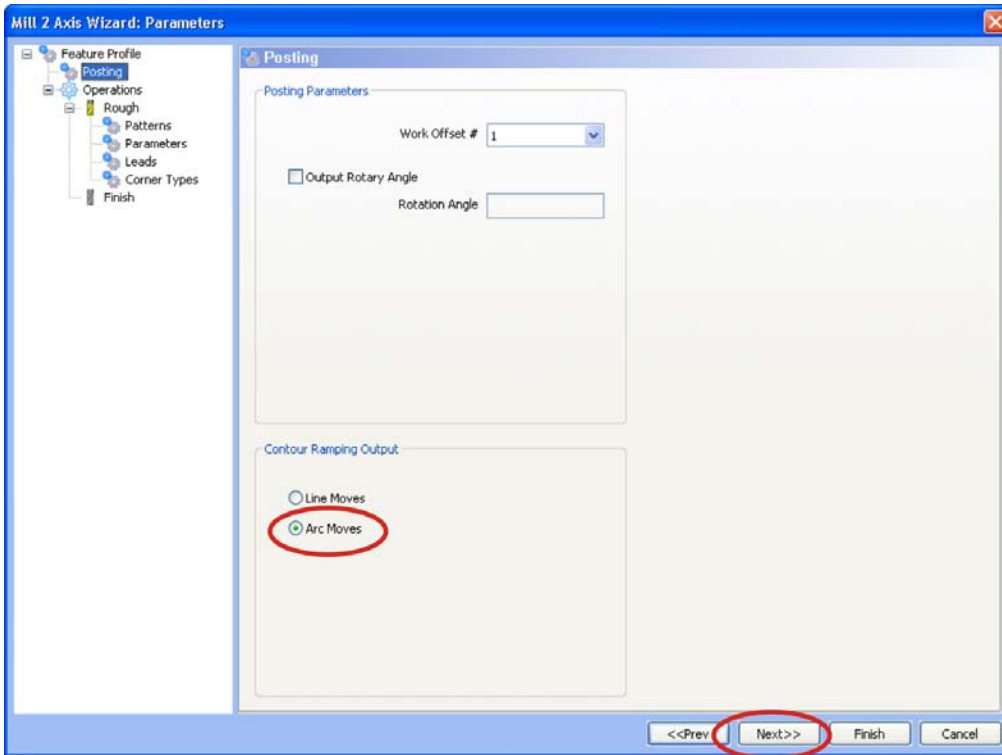 Mill 2 Axis Wizard: Parameters
Feature Profile
Posting
Operations
Rough
Patterns
Parameters
Leads
Corner Types
Finish
Posting
Posting Parameters
Work Offset # 1
Output Rotary Angle
Rotation Angle
Contour Ramping Output
Line Moves
Arc Moves
<<Prev Next>> Finish Cancel